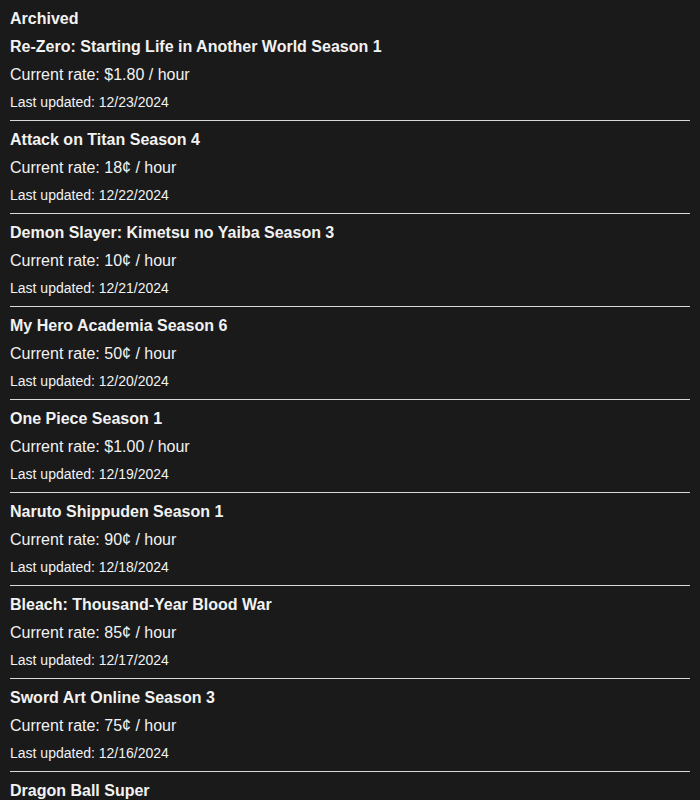 Archived
Re-Zero: Starting Life in Another World Season 1
Current rate: $1.80 / hour
Last updated: 12/23/2024
Attack on Titan Season 4
Current rate: 18¢ / hour
Last updated: 12/22/2024
Demon Slayer: Kimetsu no Yaiba Season 3
Current rate: 10¢ / hour
Last updated: 12/21/2024
My Hero Academia Season 6
Current rate: 50¢ / hour
Last updated: 12/20/2024
One Piece Season 1
Current rate: $1.00 / hour
Last updated: 12/19/2024
Naruto Shippuden Season 1
Current rate: 90¢ / hour
Last updated: 12/18/2024
Bleach: Thousand-Year Blood War
Current rate: 85¢ / hour
Last updated: 12/17/2024
Sword Art Online Season 3
Current rate: 75¢ / hour
Last updated: 12/16/2024
Dragon Ball Super